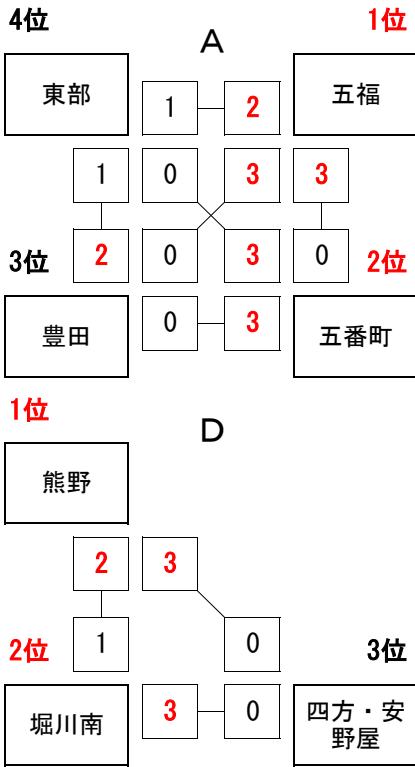 4位 A 1位
東部 1 2 五福
1 0 3 3
3位 2 0 3 0 2位
豊田 0 3 五番町
1位 D
熊野
2 3
2位 1 0 3位
堀川南 3 0 四方・安
野屋